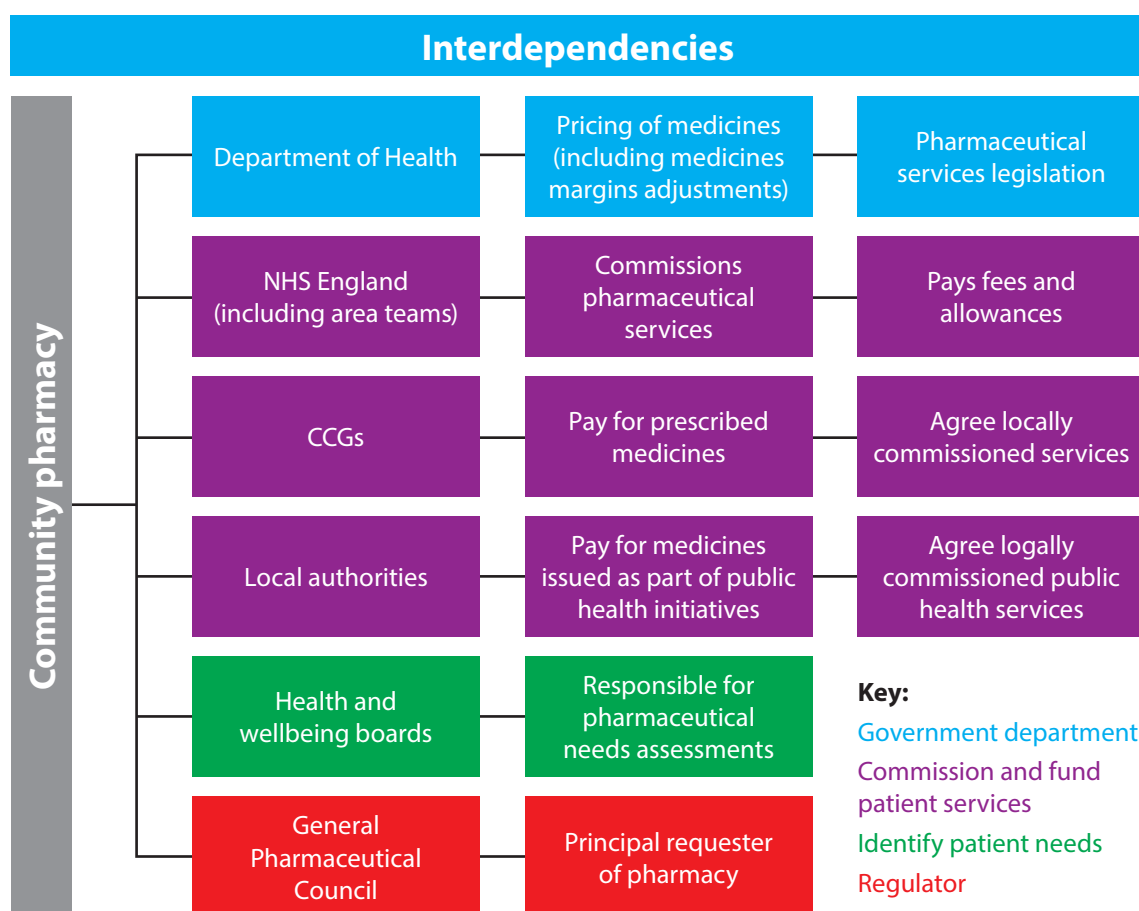 Interdependencies
Community pharmacy
Department of Health
Pricing of medicines
(including medicines
margins adjustments)
Pharmaceutical
services legislation
NHS England
(including area teams)
Commissions
pharmaceutical
services
Pays fees and
allowances
CCGs
Pay for prescribed
medicines
Agree locally
commissioned services
Local authorities
Pay for medicines
issued as part of public
health initiatives
Agree logally
commissioned public
health services
Health and
wellbeing boards
Responsible for
pharmaceutical
needs assessments
General
Pharmaceutical
Council
Principal requester
of pharmacy
Key:
Government department
Commission and fund
patient services
Identify patient needs
Regulator